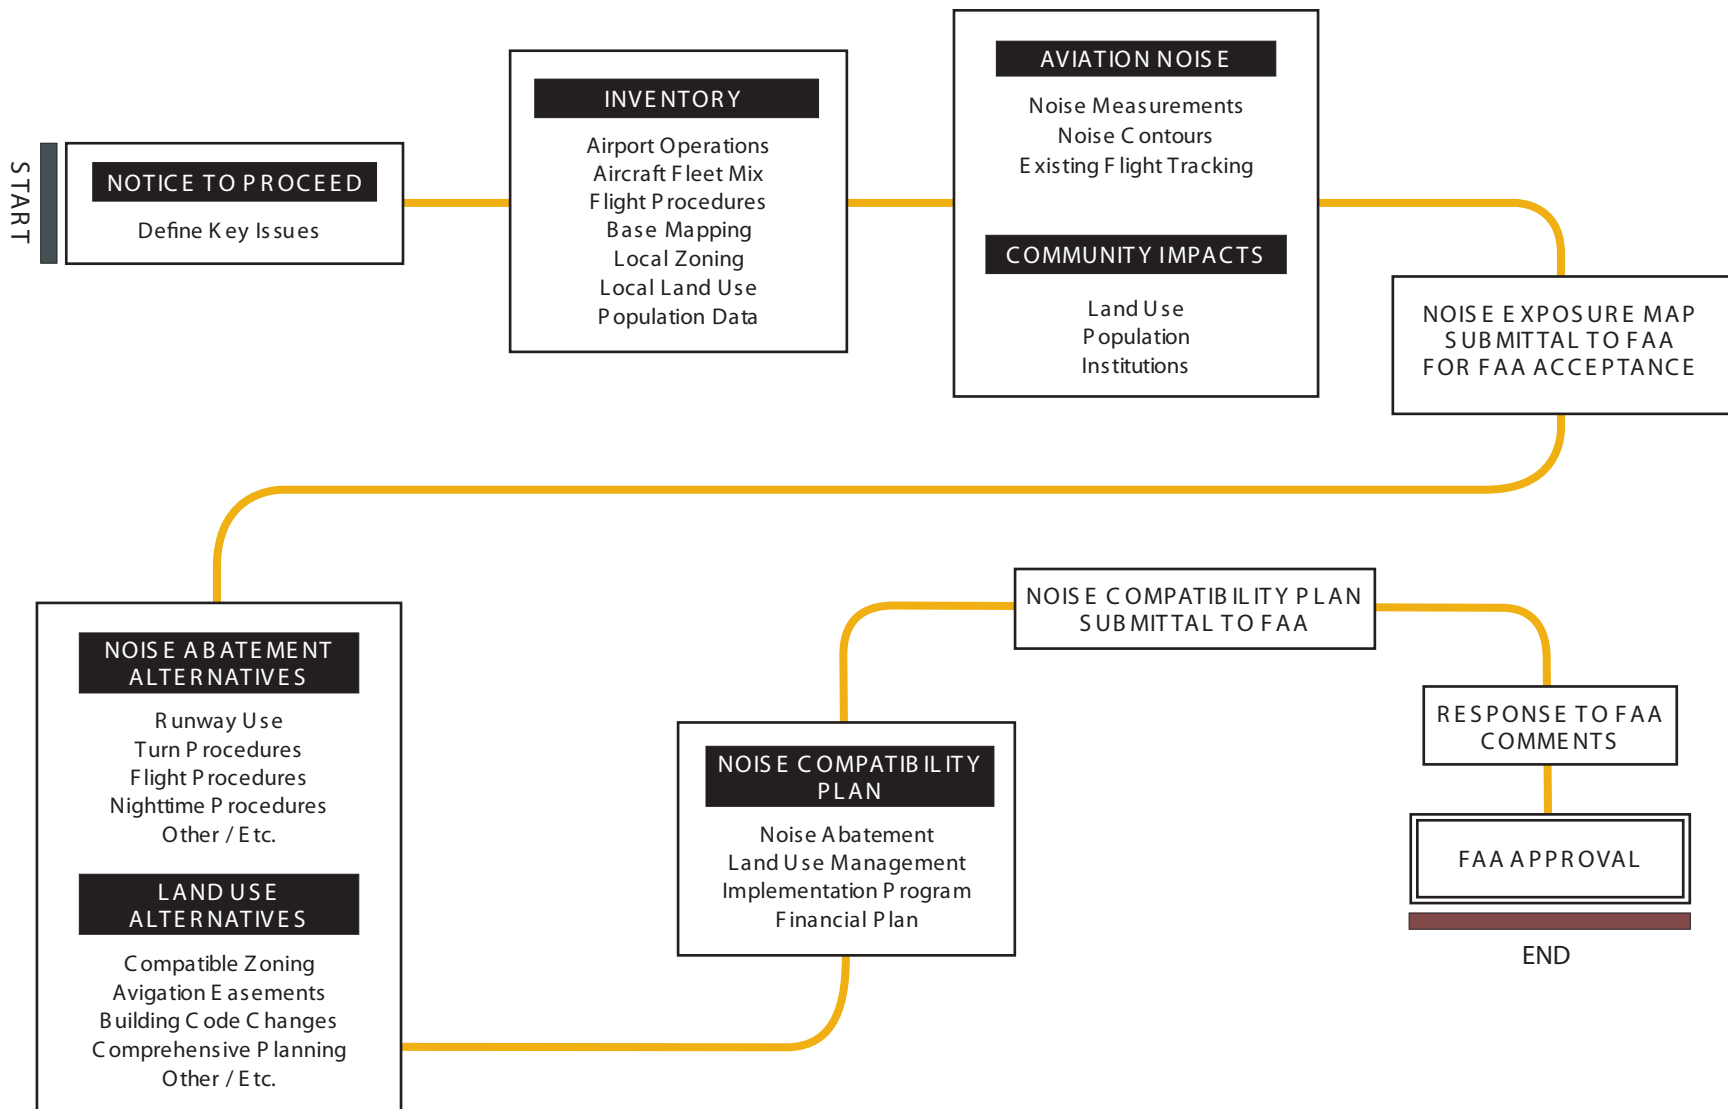 START
NOTICE TO PROCEED
Define Key Issues
INVENTORY
Airport Operations
Aircraft Fleet Mix
Flight Procedures
Base Mapping
Local Zoning
Local Land Use
Population Data
AVIATION NOISE
Noise Measurements
Noise Contours
Existing Flight Tracking
COMMUNITY IMPACTS
Land Use
Population
Institutions
NOISE EXPOSURE MAP
SUBMITTAL TO FAA
FOR FAA ACCEPTANCE
NOISE ABATEMENT
ALTERNATIVES
Runway Use
Turn Procedures
Flight Procedures
Nighttime Procedures
Other / Etc.
LAND USE
ALTERNATIVES
Compatible Zoning
Avigation Easements
Building Code Changes
Comprehensive Planning
Other / Etc.
NOISE COMPATIBILITY
PLAN
Noise Abatement
Land Use Management
Implementation Program
Financial Plan
NOISE COMPATIBILITY PLAN
SUBMITTAL TO FAA
RESPONSE TO FAA
COMMENTS
FAA APPROVAL
END